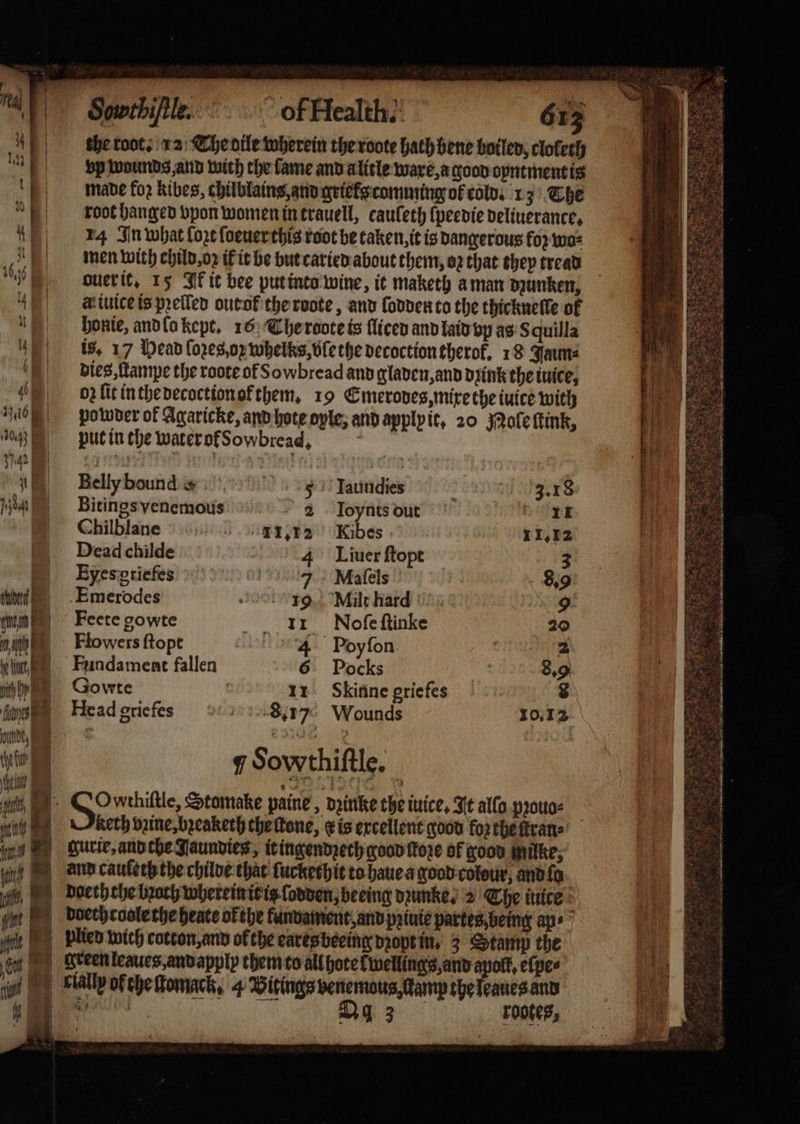 Sowthistle. of Health. 613
the root. 12 The oile wherein the roote hath bene boiled, closeth
vp wounds, and with the same and a litle ware, a good opntment is
made for kibes, chilblains, and griefs comming of cold. 13 The
root hanged vpon women in trauell, causeth speedie deliuerance.
14 In what sort soeuer this root be taken, it is dangerous for wo-
men with child, or if it be but caried about them, or that they tread
ouer it. 15 If it bee put into wine, it maketh a man drunken,
a: iuice is pressed out of the roote, and sodden to the thicknesse of
honie, and so kept. 16 The roote is sliced and laid vp as Squilla
is. 17 Head sores, or whelks, vse the decoction therof. 18 Jaun-
dies, stampe the roote of Sowbread and gladen, and drink the iuice,
or sit in the decoction of them. 19 Emerodes, mixe the iuice with
powder of Agaricke, and hote oyle, and apply it. 20 Nose stink,
put in the water of Sowbread.
Belly bound 5 Iaundies 3.18
Bitings venemous 2 Ioynts out 11
Chilblane 11,12 Kibes 11,12
Dead childe 4 Liuer stopt 3
Eyes griefes 7 Masels 8,9
Emerodes 19. Milt hard 9
Feete gowte 11 Nose stinke 20
Flowers stopt 4 Poyson 2
Fundament fallen 6 Pocks 8,9
Gowte 11 Skinne griefes 8
Head griefes 8,17 Wounds 10,12
¶ Sowthistle.
SOwthistle, Stomake paine, drinke the iuice. It also prouo-
keth vrine, breaketh the stone, & is excellent good for the stran-
gurie, and the Jaundies, it ingendreth good store of good milke,
and causeth the childe that sucketh it to haue a good colour, and so
doeth the broth wherein it is sodden, beeing drunke. 2 The iuice
doeth coole the heate of the fundament, and priuie partes, being ap-
plied with cotton, and of the eares beeing dropt in. 3 Stamp the
green leaues, and apply them to all hote swellings, and apost, espe-
cially of the stomack. 4 Bitings venemous, stamp the leaues and
Qq 3 rootes,